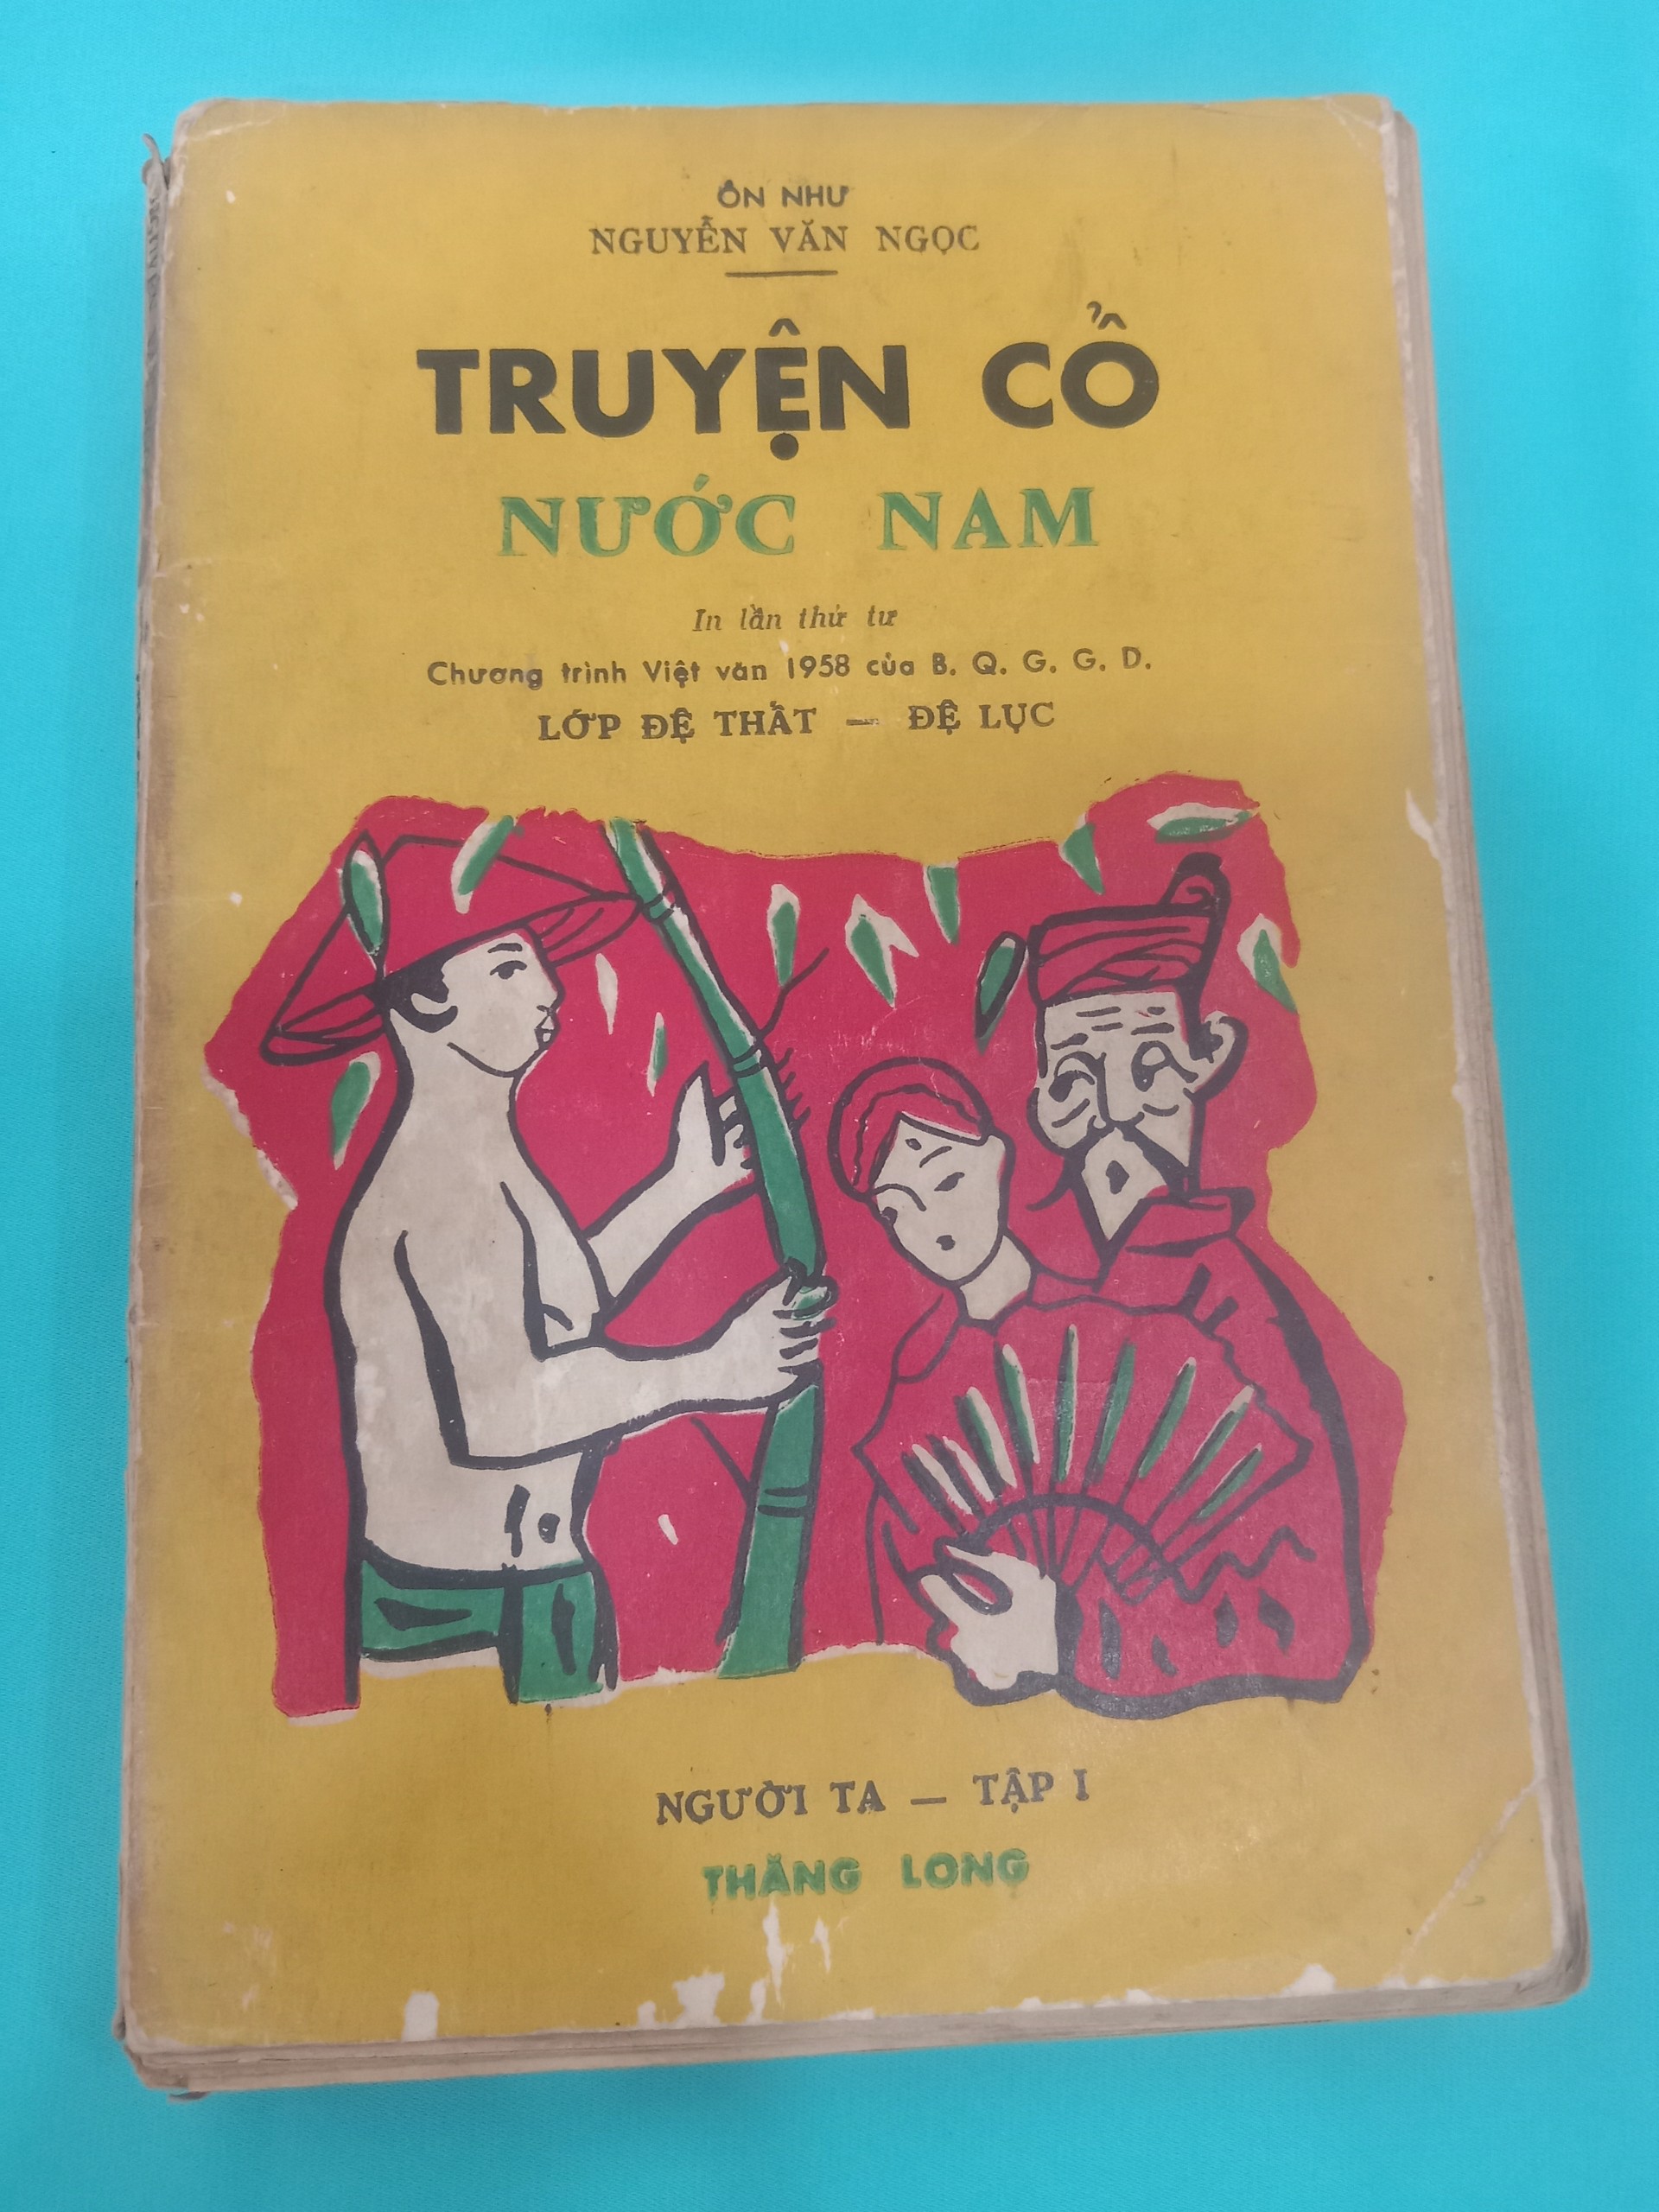 ÔN NHƯ
NGUYỄN VĂN NGỌC
TRUYỆN CỔ
NƯỚC NAM
In lần thứ tư
Chương trình Việt văn 1958 của B. Q. G. G. D.
LỚP ĐỆ THẤT — ĐỆ LỤC
NGƯỜI TA — TẬP I
THĂNG LONG